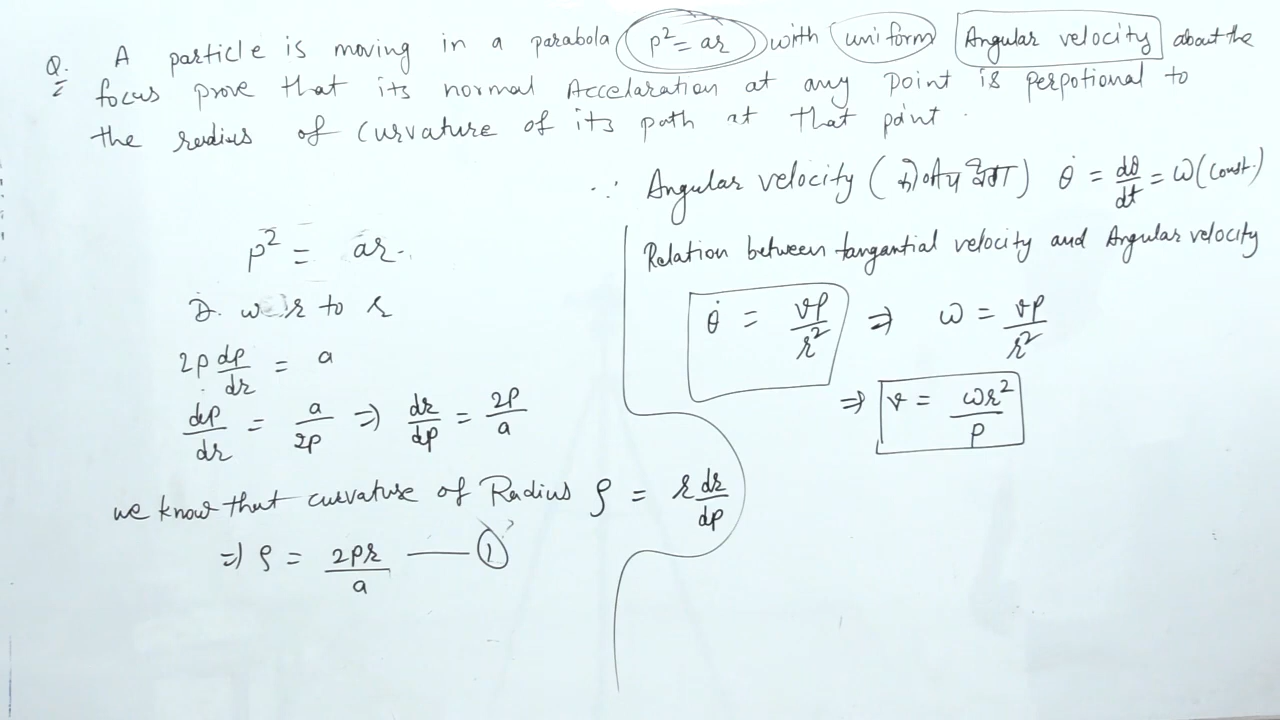 Q. A particle is moving in a parabola p² = ar with uniform Angular velocity about the
focus prove that its normal Accelaration at any point is perpotional to
the redius of curvature of its path at that point.
∵ Angular velocity (कोणीय वेग) θ̇ = dθ/dt = ω (const.)
Relation between tangantial velocity and Angular velocity
θ̇ = vp/r² ⇒ ω = vp/r²
⇒ v = ωr²/p
p² = ar.
D. w r to r
2p dp/dr = a
dp/dr = a/2p ⇒ dr/dp = 2p/a
we know that curvature of Radius ρ = r dr/dp
⇒ ρ = 2pr/a —— ①